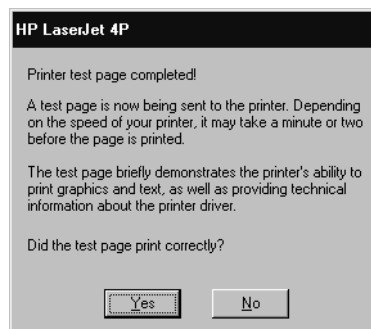 HP LaserJet 4P
Printer test page completed!
A test page is now being sent to the printer. Depending
on the speed of your printer, it may take a minute or two
before the page is printed.
The test page briefly demonstrates the printer's ability to
print graphics and text, as well as providing technical
information about the printer driver.
Did the test page print correctly?
Yes No